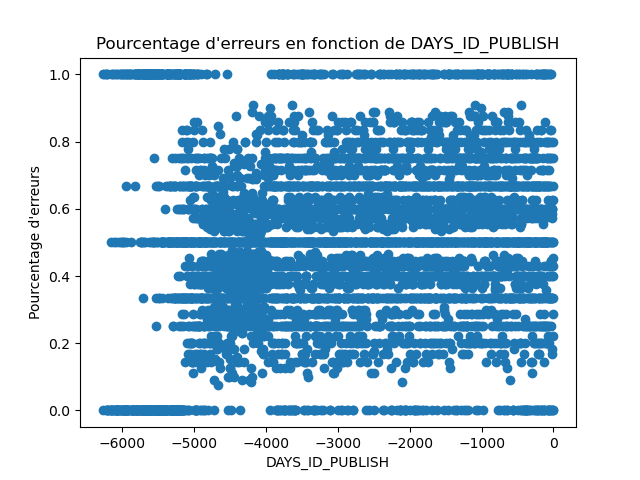 Pourcentage d'erreurs en fonction de DAYS_ID_PUBLISH
1.0
0.8
0.6
0.4
0.2
0.0
Pourcentage d'erreurs
−6000 −5000 −4000 −3000 −2000 −1000 0
DAYS_ID_PUBLISH